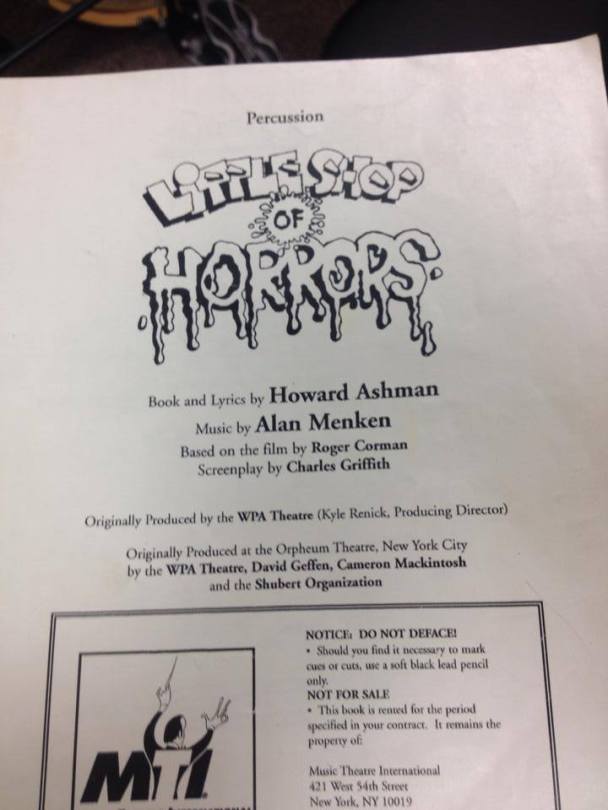 Percussion
LITTLE SHOP
OF
HORRORS
Book and Lyrics by Howard Ashman
Music by Alan Menken
Based on the film by Roger Corman
Screenplay by Charles Griffith
Originally Produced by the WPA Theatre (Kyle Renick, Producing Director)
Originally Produced at the Orpheum Theatre, New York City
by the WPA Theatre, David Geffen, Cameron Mackintosh
and the Shubert Organization
NOTICE: DO NOT DEFACE!
• Should you find it necessary to mark
cues or cuts, use a soft black lead pencil
only.
NOT FOR SALE
• This book is rented for the period
specified in your contract. It remains the
property of:
Music Theatre International
421 West 54th Street
New York, NY 10019
MTI